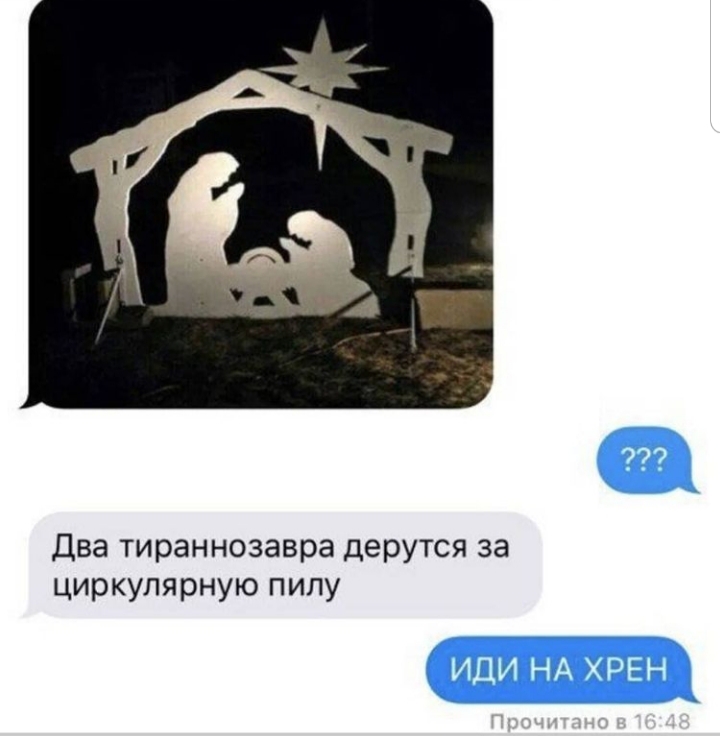 ???
Два тираннозавра дерутся за
циркулярную пилу
ИДИ НА ХРЕН
Прочитано в 16:48